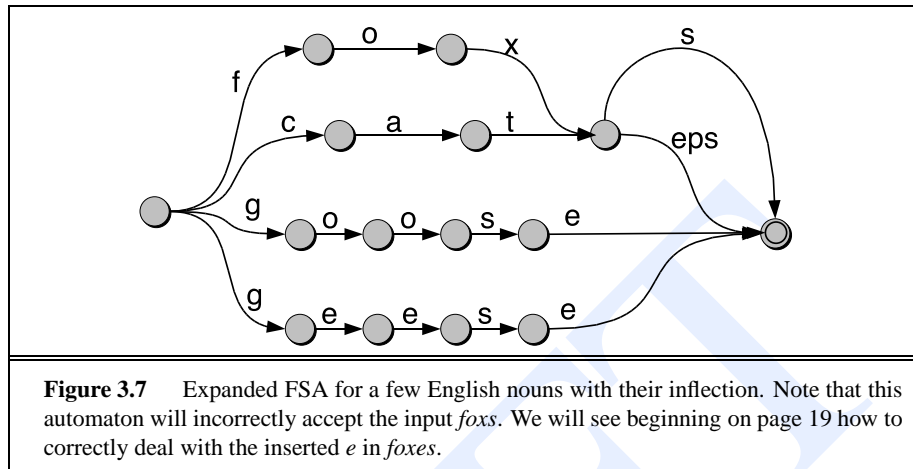 o x s
f
c a t eps
g o o s e
g e e s e
Figure 3.7 Expanded FSA for a few English nouns with their inflection. Note that this
automaton will incorrectly accept the input foxs. We will see beginning on page 19 how to
correctly deal with the inserted e in foxes.